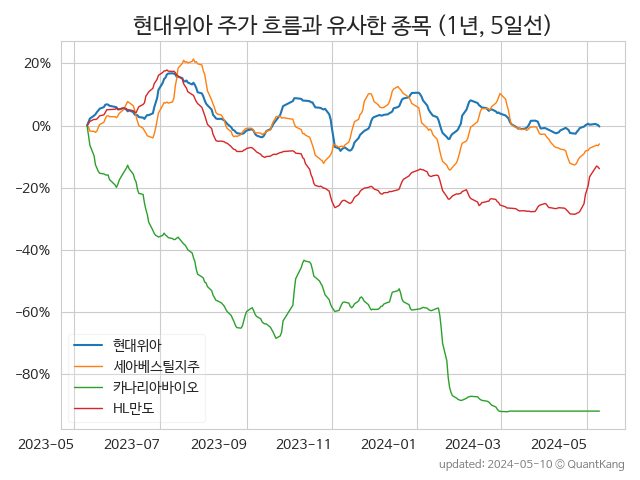 현대위아 주가 흐름과 유사한 종목 (1년, 5일선)
20%
0%
−20%
−40%
−60%
−80%
현대위아
세아베스틸지주
카나리아바이오
HL만도
2023-05 2023-07 2023-09 2023-11 2024-01 2024-03 2024-05
updated: 2024-05-10 © QuantKang